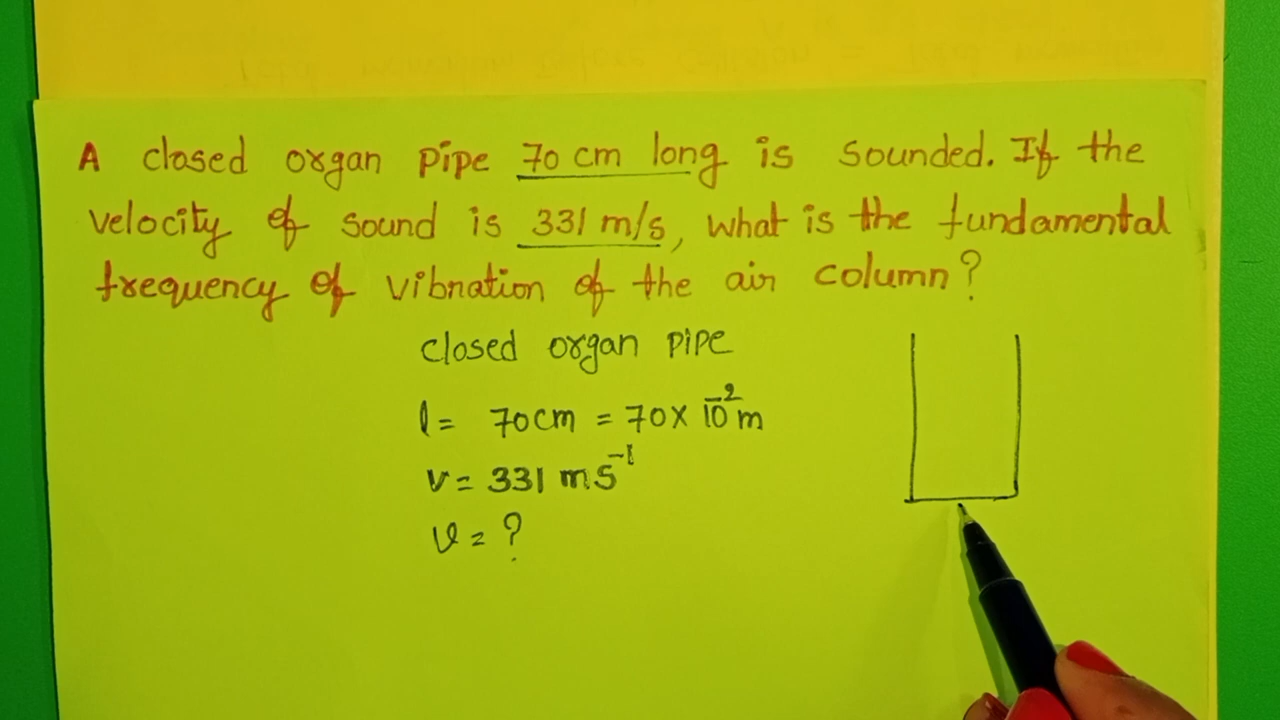 A closed organ pipe 70 cm long is sounded. If the
velocity of sound is 331 m/s, what is the fundamental
frequency of vibration of the air column?
closed organ pipe
l = 70cm = 70 x 10⁻² m
v = 331 ms⁻¹
ν = ?